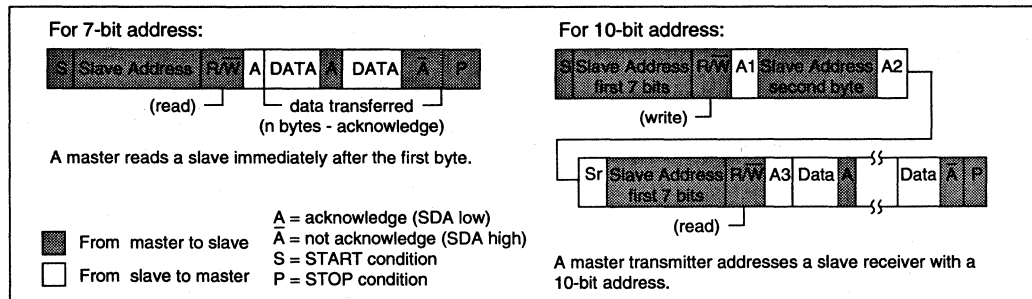 For 7-bit address:
S Slave Address R/W̅ A DATA A DATA A̅ P
(read) data transferred
(n bytes - acknowledge)
A master reads a slave immediately after the first byte.
From master to slave
From slave to master
A = acknowledge (SDA low)
A̅ = not acknowledge (SDA high)
S = START condition
P = STOP condition
For 10-bit address:
S Slave Address first 7 bits R/W̅ A1 Slave Address second byte A2
(write)
Sr Slave Address first 7 bits R/W̅ A3 Data A Data A̅ P
(read)
A master transmitter addresses a slave receiver with a
10-bit address.